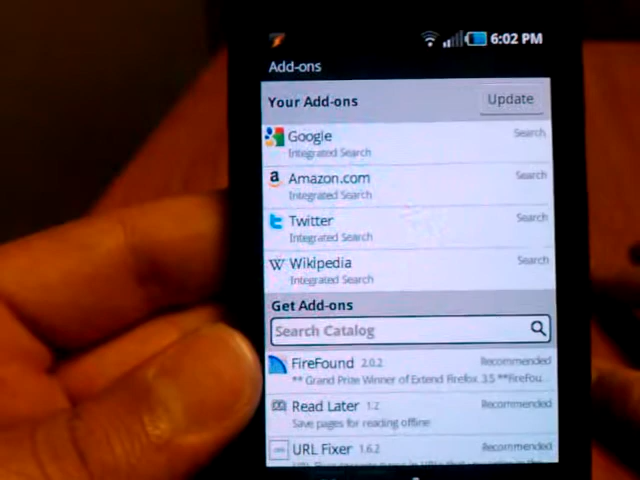 6:02 PM
Add-ons
Your Add-ons Update
Google Search
Integrated Search
a Amazon.com Search
Integrated Search
Twitter Search
Integrated Search
W Wikipedia Search
Integrated Search
Get Add-ons
Search Catalog
FireFound 2.0.2 Recommended
** Grand Prize Winner of Extend Firefox 3.5 **FireFou...
Read Later 1.2 Recommended
Save pages for reading offline
URL Fixer 1.6.2 Recommended